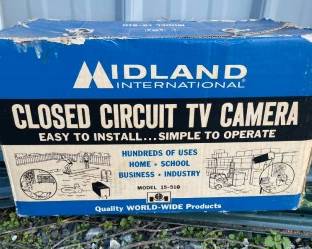 MIDLAND
INTERNATIONAL
CLOSED CIRCUIT TV CAMERA
EASY TO INSTALL...SIMPLE TO OPERATE
HUNDREDS OF USES
HOME · SCHOOL
BUSINESS · INDUSTRY
MODEL 15-510
Quality WORLD-WIDE Products